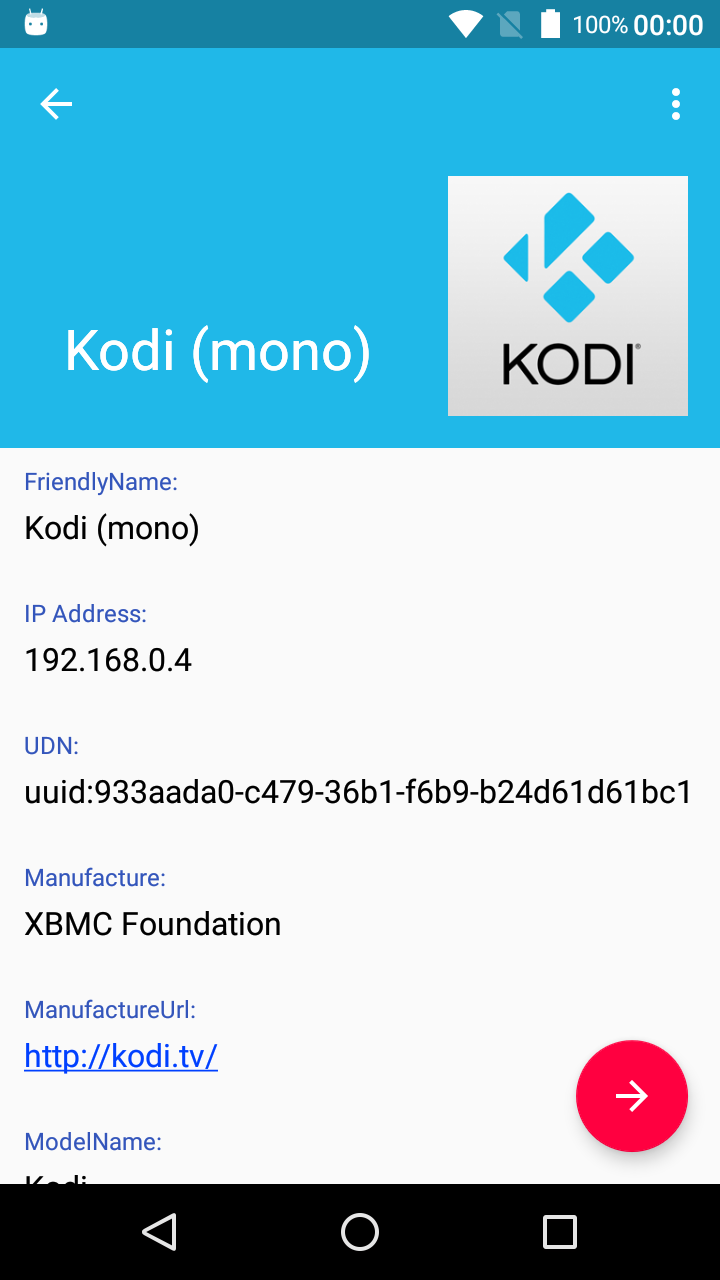 100% 00:00
Kodi (mono)
KODI®
FriendlyName:
Kodi (mono)
IP Address:
192.168.0.4
UDN:
uuid:933aada0-c479-36b1-f6b9-b24d61d61bc1
Manufacture:
XBMC Foundation
ManufactureUrl:
http://kodi.tv/
ModelName:
Kodi